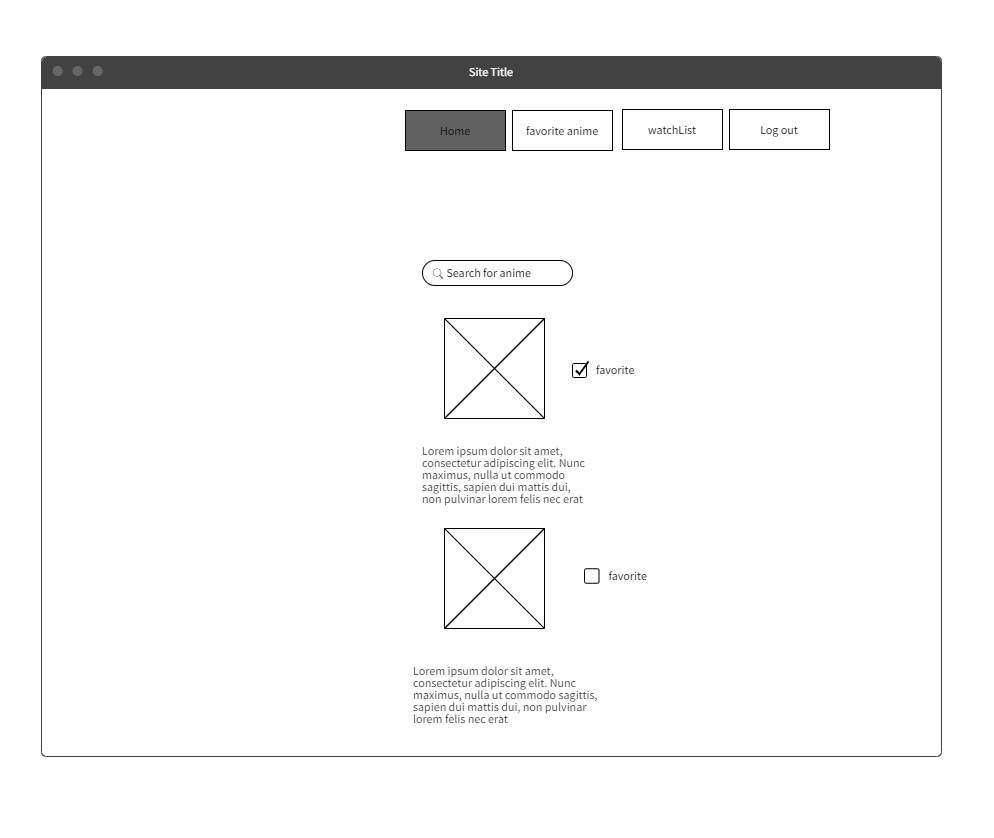 Site Title
Home
favorite anime
watchList
Log out
Search for anime
favorite
Lorem ipsum dolor sit amet,
consectetur adipiscing elit. Nunc
maximus, nulla ut commodo
sagittis, sapien dui mattis dui,
non pulvinar lorem felis nec erat
favorite
Lorem ipsum dolor sit amet,
consectetur adipiscing elit. Nunc
maximus, nulla ut commodo sagittis,
sapien dui mattis dui, non pulvinar
lorem felis nec erat